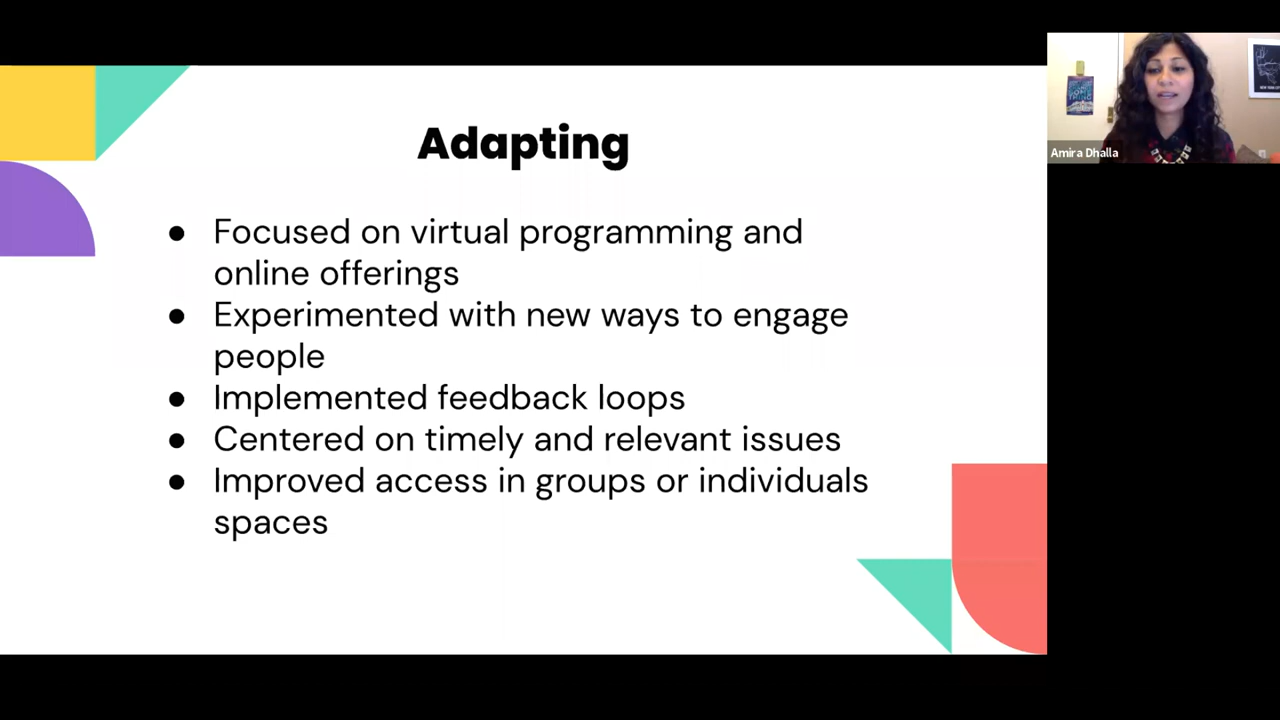 Adapting
● Focused on virtual programming and
online offerings
● Experimented with new ways to engage
people
● Implemented feedback loops
● Centered on timely and relevant issues
● Improved access in groups or individuals
spaces
Amira Dhalla